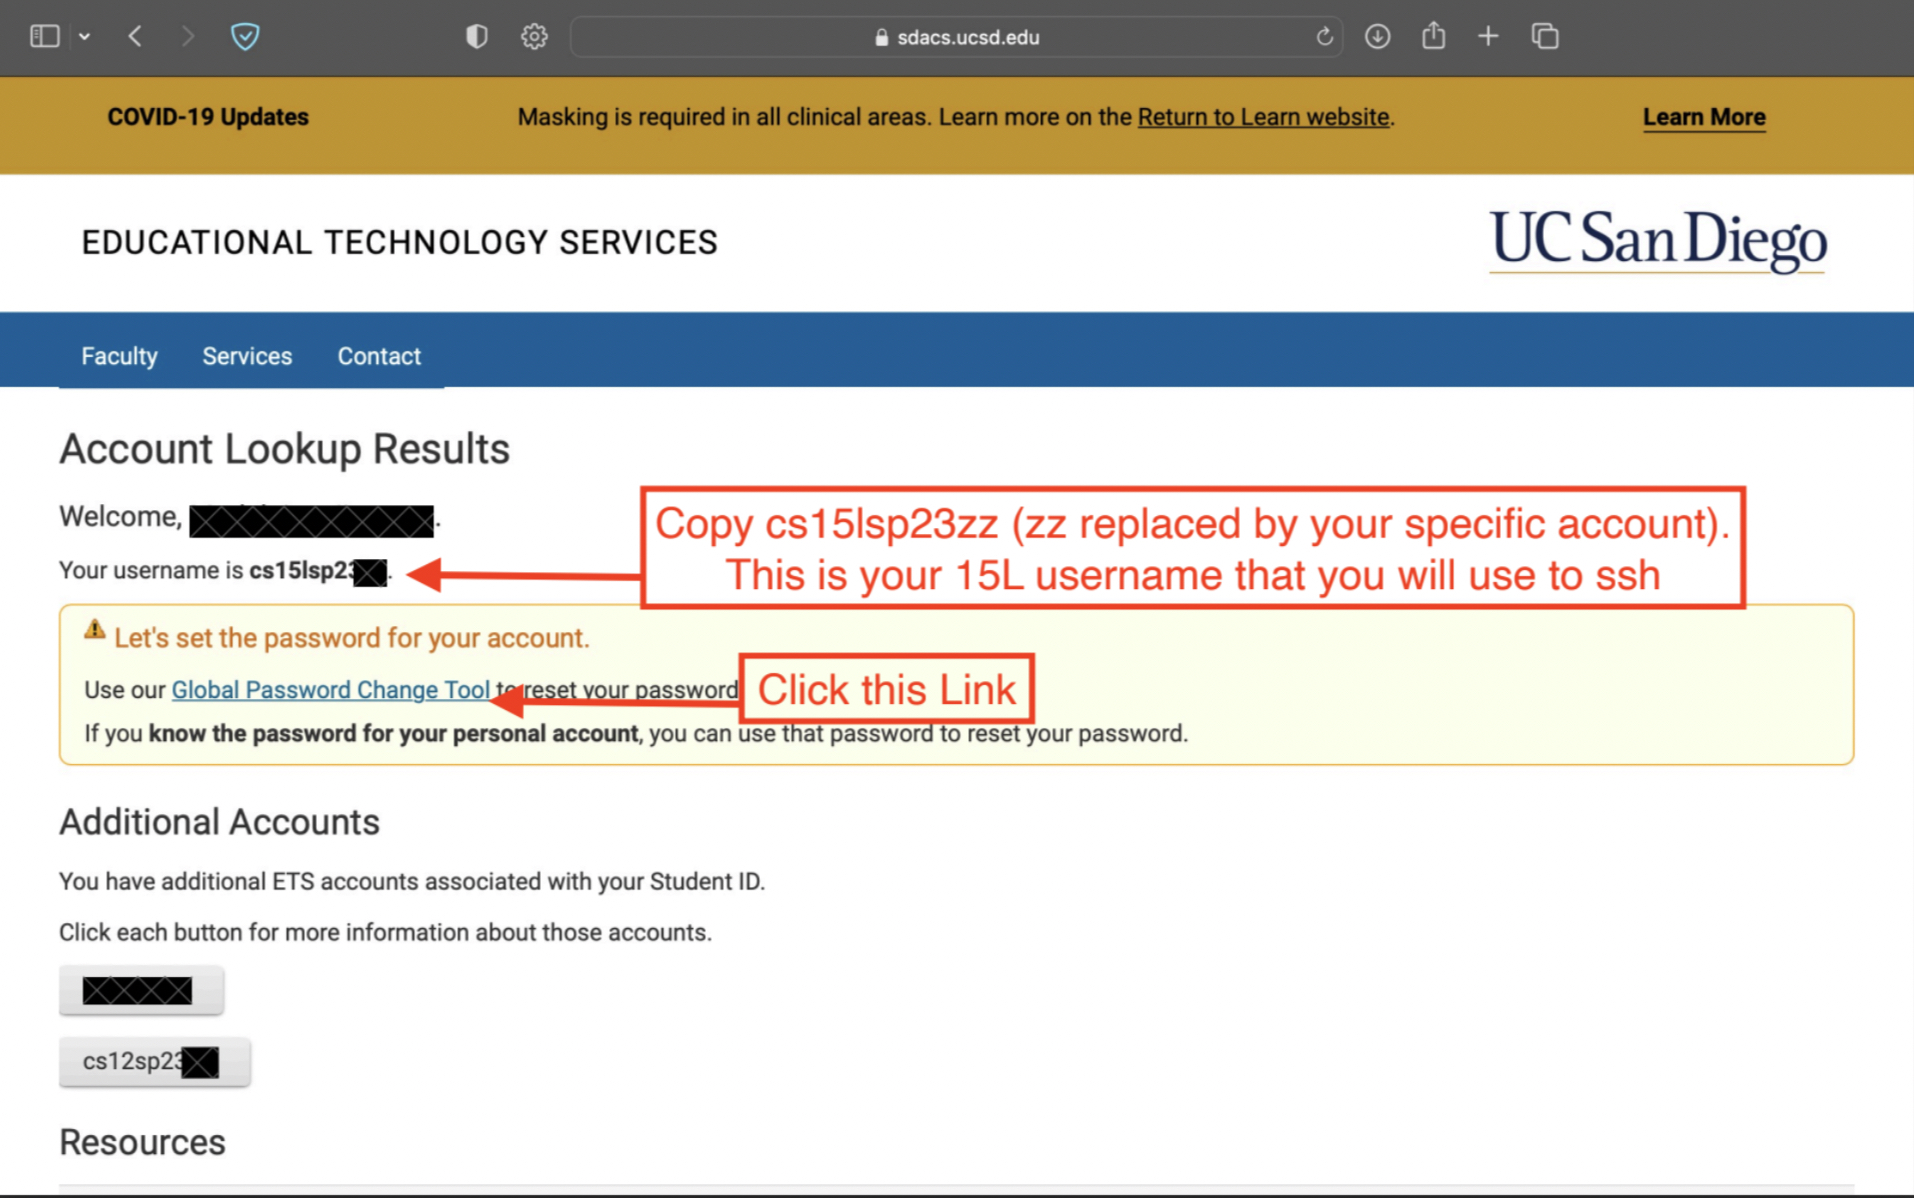 sdacs.ucsd.edu
COVID-19 Updates
Masking is required in all clinical areas. Learn more on the Return to Learn website.
Learn More
EDUCATIONAL TECHNOLOGY SERVICES
UC San Diego
Faculty
Services
Contact
Account Lookup Results
Welcome, .
Copy cs15lsp23zz (zz replaced by your specific account).
This is your 15L username that you will use to ssh
Your username is cs15lsp23.
Let's set the password for your account.
Use our Global Password Change Tool to reset your password
Click this Link
If you know the password for your personal account, you can use that password to reset your password.
Additional Accounts
You have additional ETS accounts associated with your Student ID.
Click each button for more information about those accounts.
cs12sp23
Resources